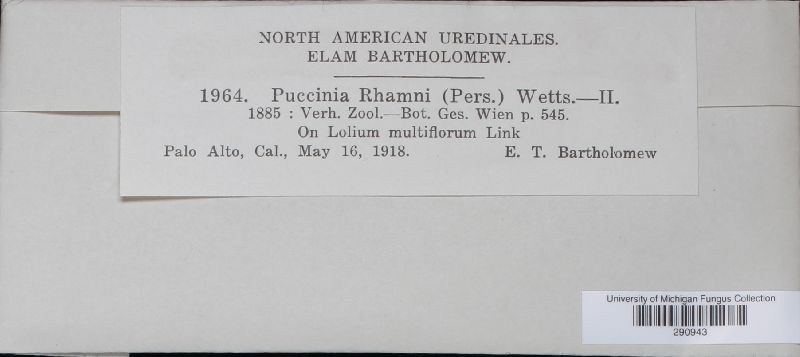 NORTH AMERICAN UREDINALES.
ELAM BARTHOLOMEW.
1964. Puccinia Rhamni (Pers.) Wetts.—II.
1885 : Verh. Zool.—Bot. Ges. Wien p. 545.
On Lolium multiflorum Link
Palo Alto, Cal., May 16, 1918. E. T. Bartholomew
University of Michigan Fungus Collection
290943